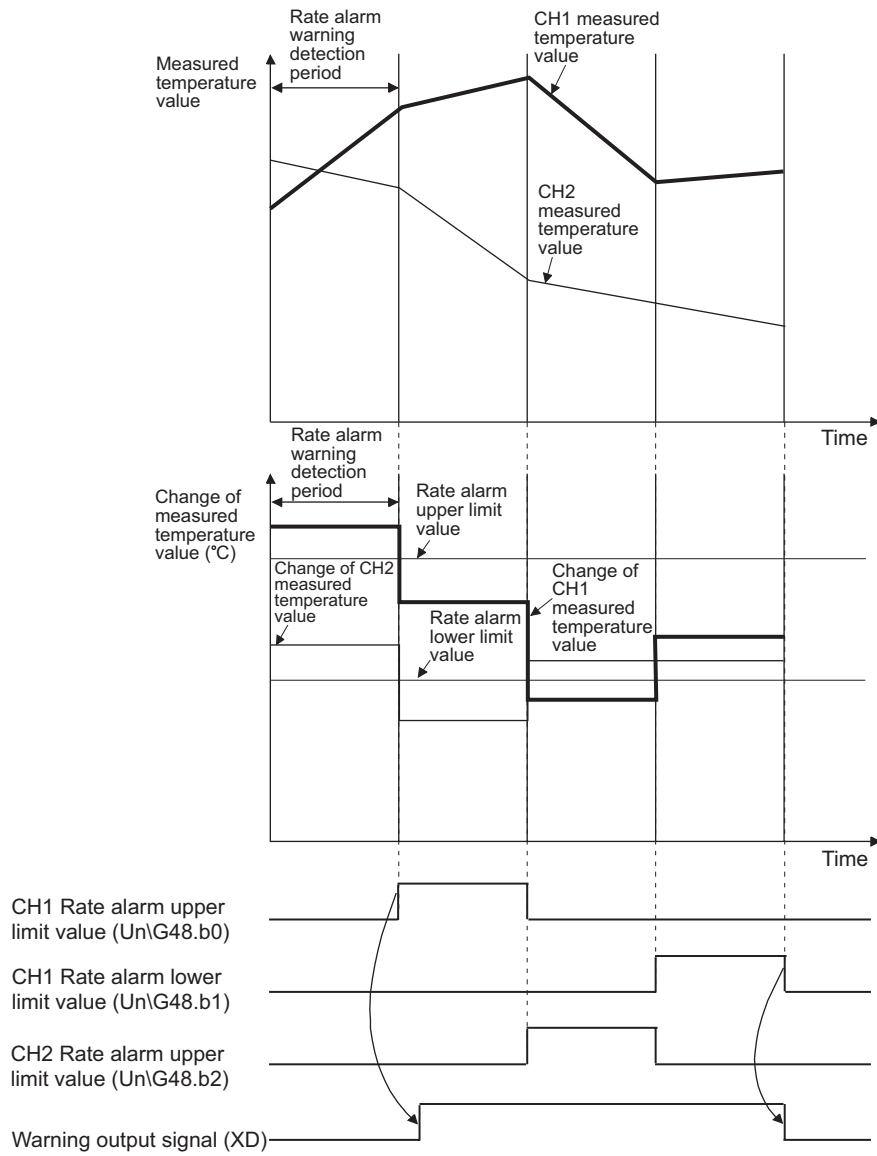 Rate alarm
warning
detection
period
CH1 measured
temperature
value
Measured
temperature
value
CH2
measured
temperature
value
Time
Rate alarm
warning
detection
period
Change of
measured
temperature
value (°C)
Rate alarm
upper limit
value
Change of CH2
measured
temperature
value
Change of
CH1
measured
temperature
value
Rate alarm
lower limit
value
Time
CH1 Rate alarm upper
limit value (Un\G48.b0)
CH1 Rate alarm lower
limit value (Un\G48.b1)
CH2 Rate alarm upper
limit value (Un\G48.b2)
Warning output signal (XD)